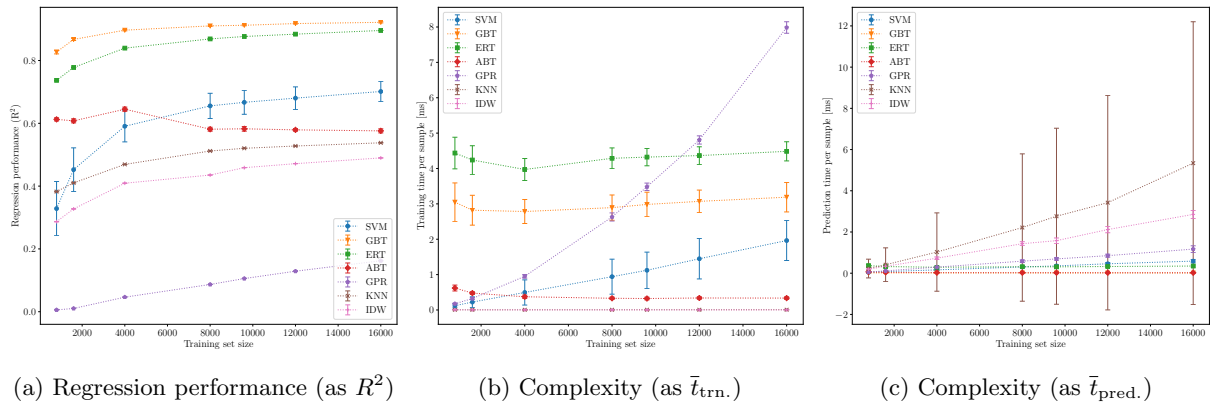 Regression performance (R²)
0.8
0.6
0.4
0.2
0.0
2000 4000 6000 8000 10000 12000 14000 16000
Training set size
SVM
GBT
ERT
ABT
GPR
KNN
IDW
Training time per sample [ms]
8
7
6
5
4
3
2
1
0
2000 4000 6000 8000 10000 12000 14000 16000
Training set size
SVM
GBT
ERT
ABT
GPR
KNN
IDW
Prediction time per sample [ms]
12
10
8
6
4
2
0
−2
2000 4000 6000 8000 10000 12000 14000 16000
Training set size
SVM
GBT
ERT
ABT
GPR
KNN
IDW
(a) Regression performance (as R²)
(b) Complexity (as t̄trn.)
(c) Complexity (as t̄pred.)